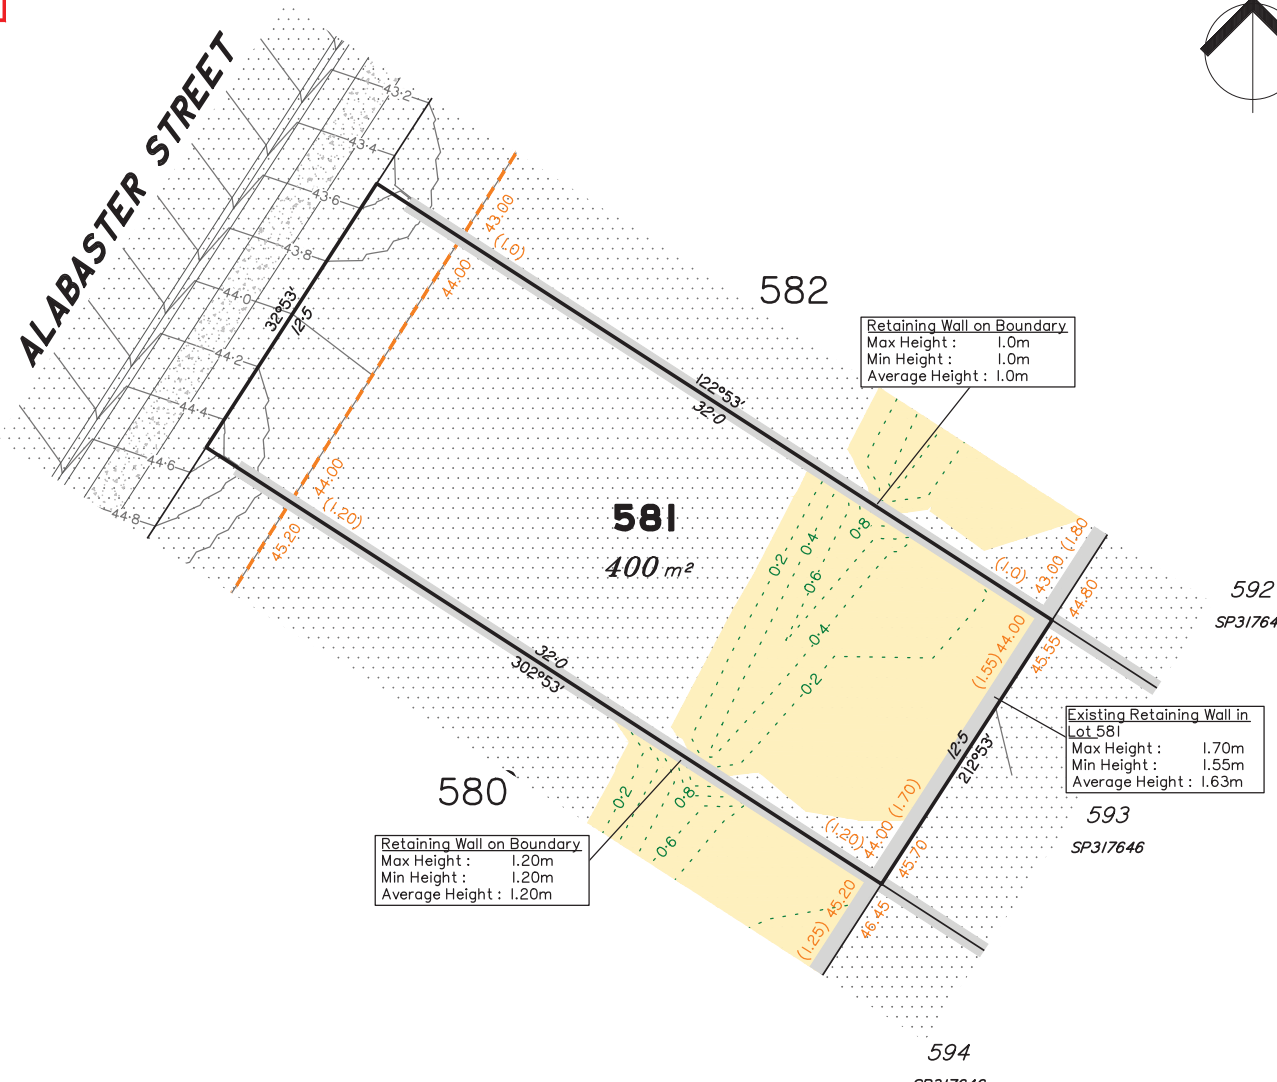 ALABASTER STREET
43·2
43·4
43·6
43·8
44·0
44·2
44·4
44·6
44·8
32°53'
12·5
43.00
(1.0)
44.00
582
Retaining Wall on Boundary
Max Height : 1.0m
Min Height : 1.0m
Average Height : 1.0m
122°53'
32·0
44.00
(1.20)
45.20
581
400 m²
0·2
0·4
0·6
0·8
0·4
0·2
(1.0)
43.00 (1.80
44.80
592
SP31764
(1.55) 44.00
45.55
32·0
302°53'
Existing Retaining Wall in
Lot 581
Max Height : 1.70m
Min Height : 1.55m
Average Height : 1.63m
12·5
212°53'
580
0·2
0·8
0·6
593
SP317646
(1.20)
44.00 (1.70)
45.70
Retaining Wall on Boundary
Max Height : 1.20m
Min Height : 1.20m
Average Height : 1.20m
(1.25) 45.20
46.45
594